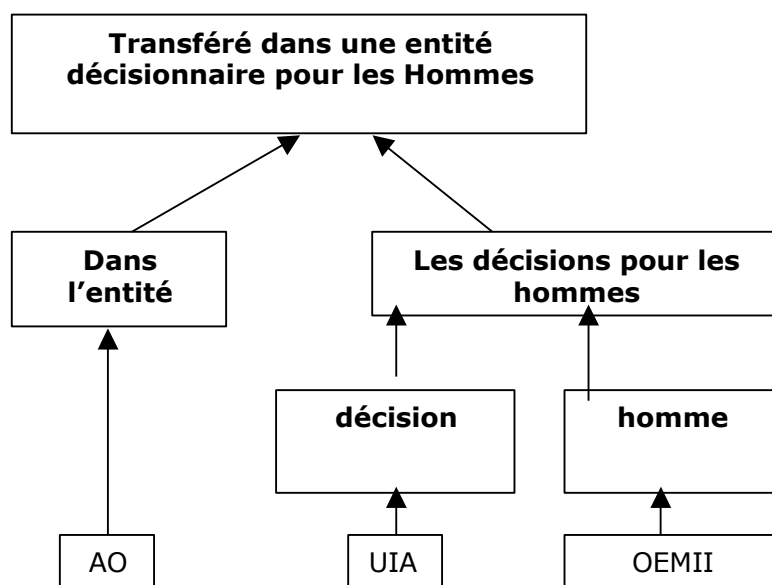 Transféré dans une entité
décisionnaire pour les Hommes
Dans
l’entité
Les décisions pour les
hommes
décision
homme
AO
UIA
OEMII